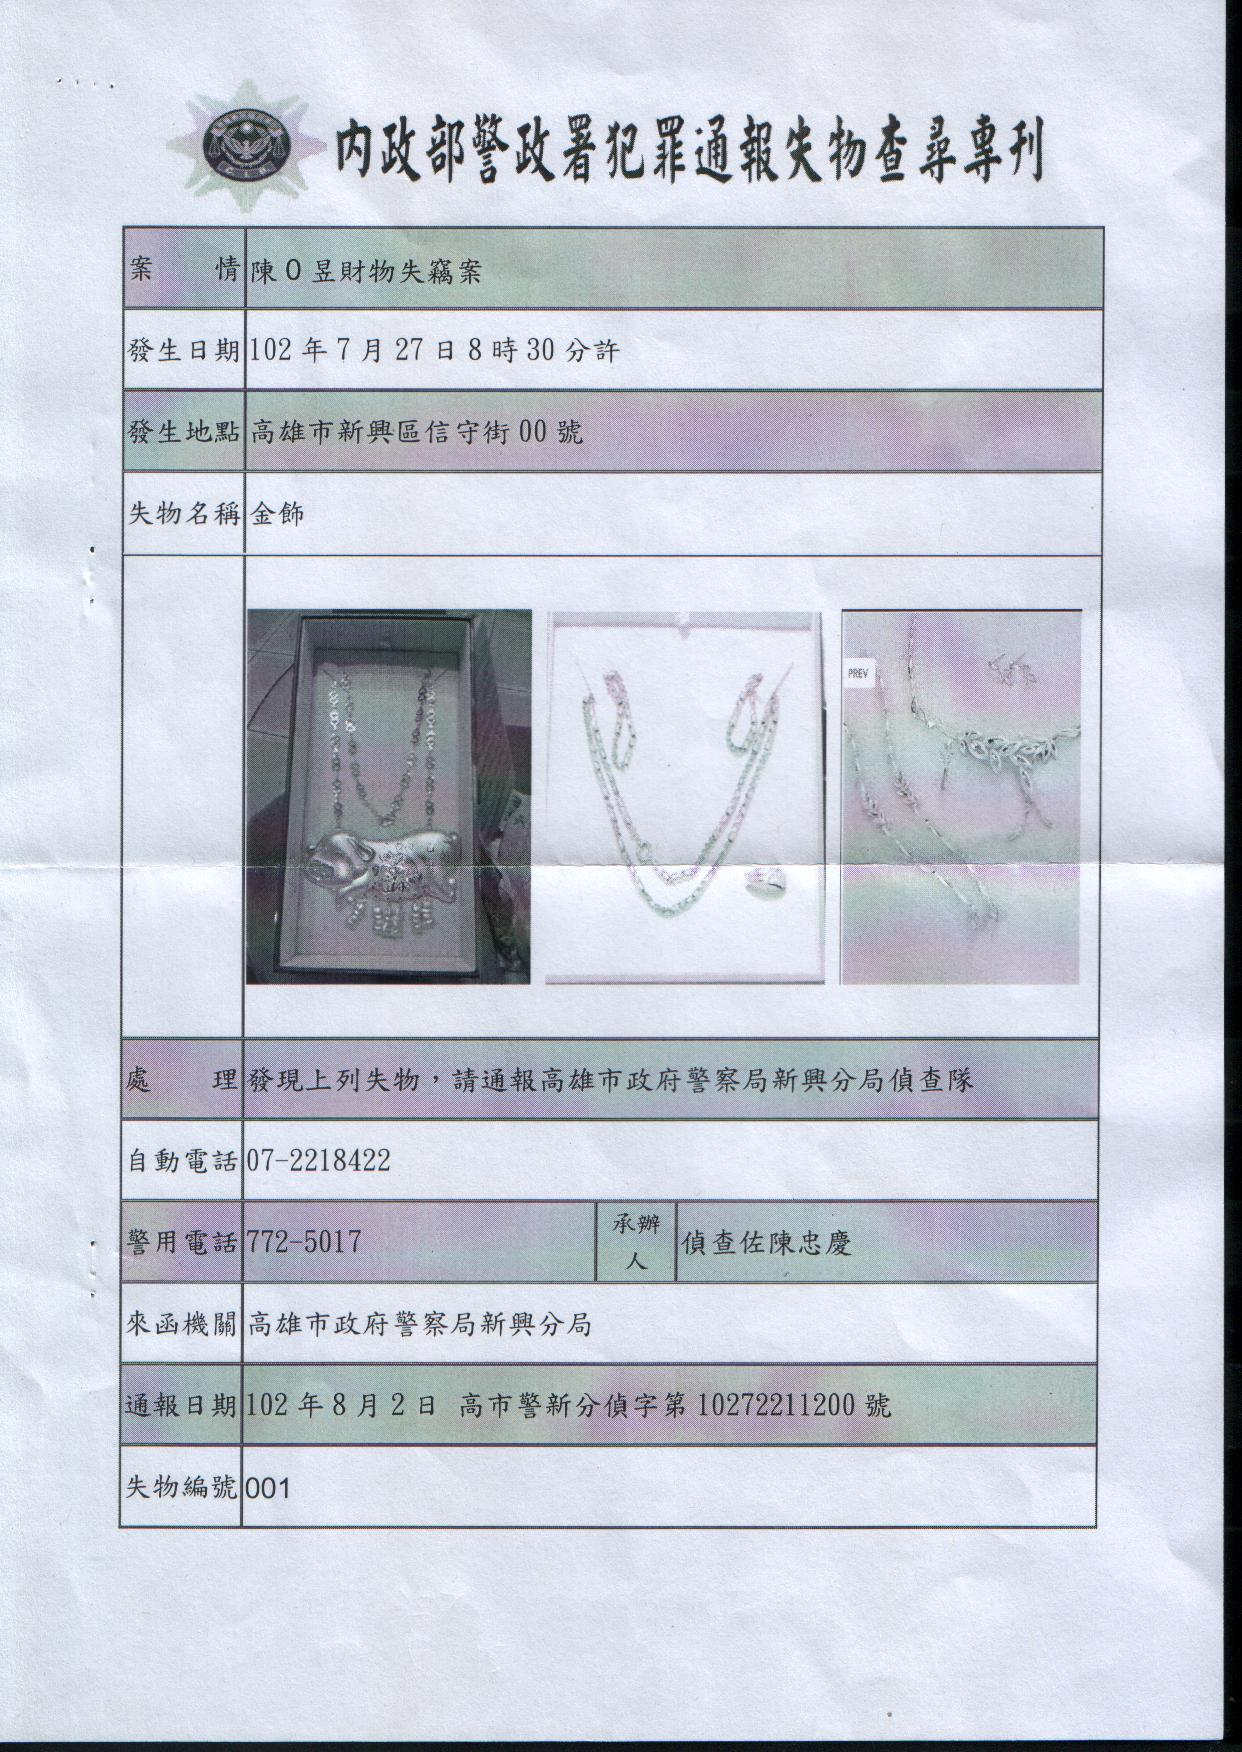 內政部警政署犯罪通報失物查尋專刊
案 情 陳O昱財物失竊案
發生日期 102年7月27日8時30分許
發生地點 高雄市新興區信守街00號
失物名稱 金飾
PREV
處 理 發現上列失物，請通報高雄市政府警察局新興分局偵查隊
自動電話 07-2218422
警用電話 772-5017 承辦人 偵查佐陳忠慶
來函機關 高雄市政府警察局新興分局
通報日期 102年8月2日 高市警新分偵字第10272211200號
失物編號 001